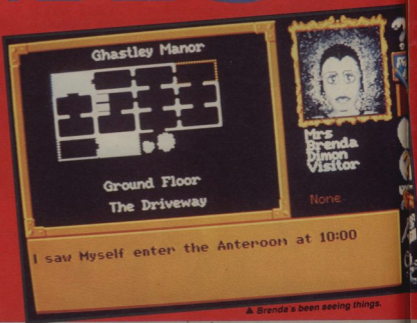 Ghastley Manor
Ground Floor
The Driveway
Mrs
Brenda
Dimon
Visitor
None
I saw Myself enter the Anteroom at 10:00
▲ Brenda's been seeing things.